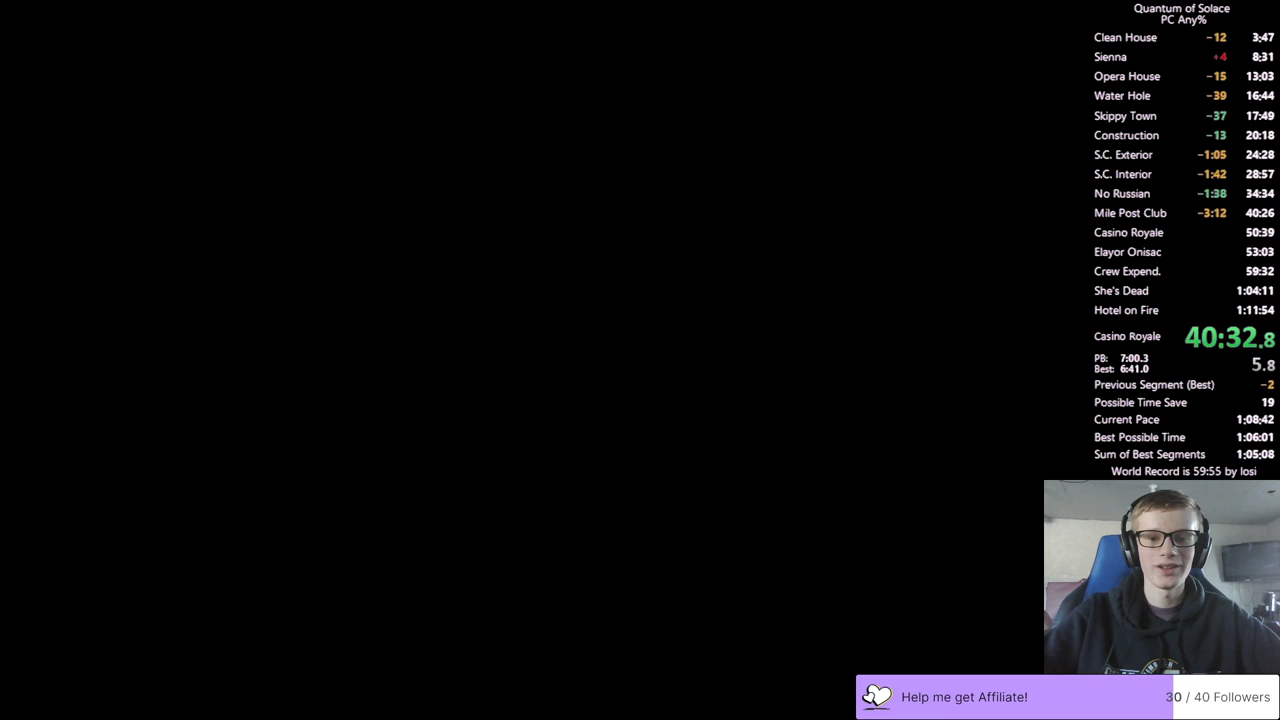 Quantum of Solace
PC Any%
Clean House −12 3:47
Sienna +4 8:31
Opera House −15 13:03
Water Hole −39 16:44
Skippy Town −37 17:49
Construction −13 20:18
S.C. Exterior −1:05 24:28
S.C. Interior −1:42 28:57
No Russian −1:38 34:34
Mile Post Club −3:12 40:26
Casino Royale 50:39
Elayor Onisac 53:03
Crew Expend. 59:32
She's Dead 1:04:11
Hotel on Fire 1:11:54
Casino Royale 40:32.8
PB: 7:00.3
Best: 6:41.0
5.8
Previous Segment (Best) −2
Possible Time Save 19
Current Pace 1:08:42
Best Possible Time 1:06:01
Sum of Best Segments 1:05:08
World Record is 59:55 by losi
Help me get Affiliate! 30 / 40 Followers